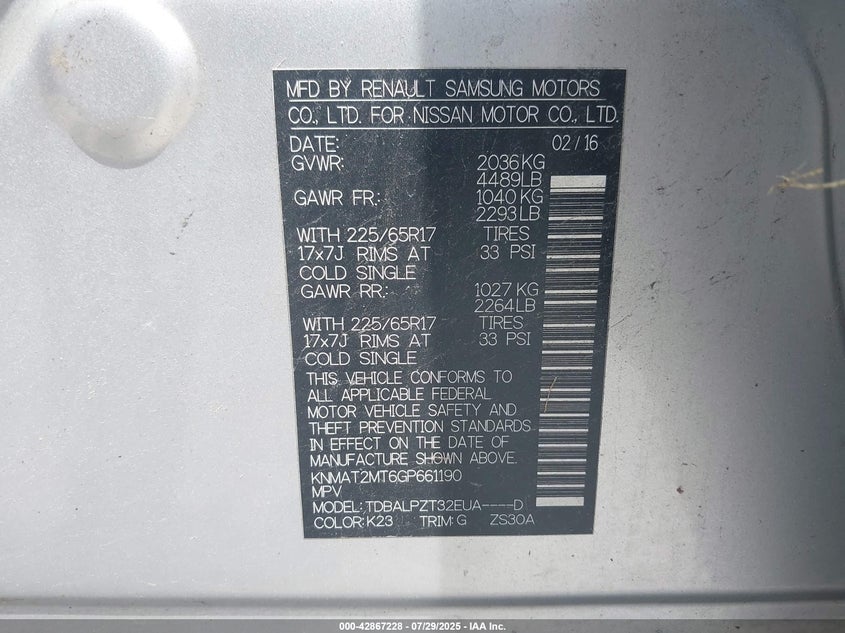 MFD BY RENAULT SAMSUNG MOTORS
CO., LTD. FOR NISSAN MOTOR CO., LTD.
DATE: 02/16
GVWR: 2036KG
4489LB
GAWR FR.: 1040KG
2293LB
WITH 225/65R17 TIRES
17x7J RIMS AT 33 PSI
COLD SINGLE
GAWR RR.: 1027KG
2264LB
WITH 225/65R17 TIRES
17x7J RIMS AT 33 PSI
COLD SINGLE
THIS VEHICLE CONFORMS TO
ALL APPLICABLE FEDERAL
MOTOR VEHICLE SAFETY AND
THEFT PREVENTION STANDARDS
IN EFFECT ON THE DATE OF
MANUFACTURE SHOWN ABOVE.
KNMAT2MT6GP661190
MPV
MODEL: TDBALPZT32EUA----D
COLOR: K23 TRIM: G ZS30A
000-42867228 - 07/29/2025 - IAA Inc.